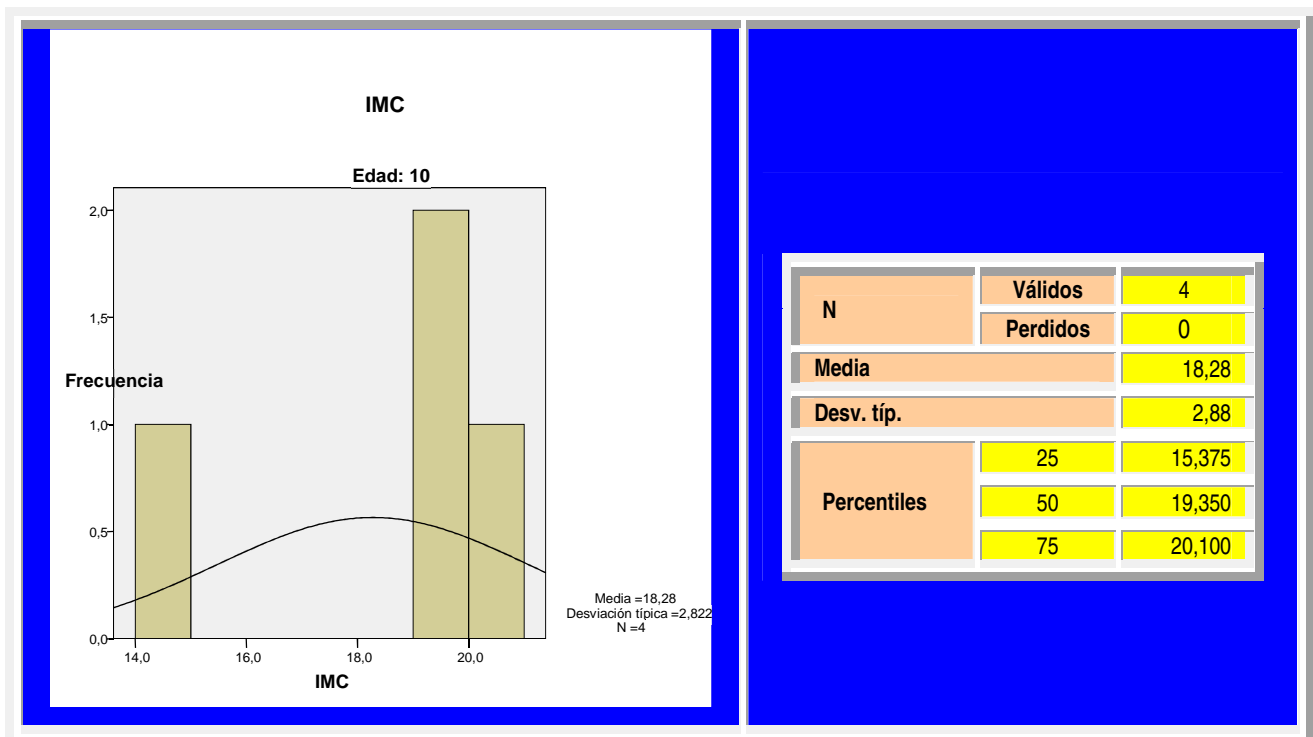 IMC
Edad: 10
2,0
1,5
Frecuencia
1,0
0,5
0,0
14,0 16,0 18,0 20,0
IMC
Media =18,28
Desviación típica =2,822
N =4
N Válidos 4
Perdidos 0
Media 18,28
Desv. típ. 2,88
Percentiles 25 15,375
50 19,350
75 20,100